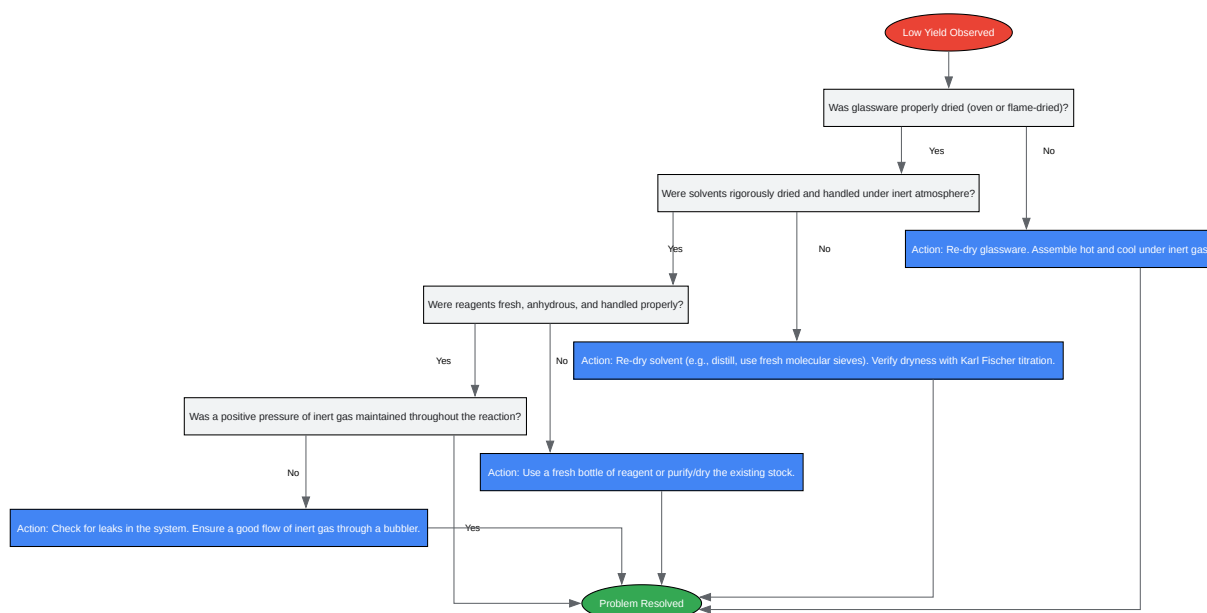 Low Yield Observed
Was glassware properly dried (oven or flame-dried)?
Yes
No
Were solvents rigorously dried and handled under inert atmosphere?
Yes
No
Action: Re-dry glassware. Assemble hot and cool under inert gas
Were reagents fresh, anhydrous, and handled properly?
Yes
No
Action: Re-dry solvent (e.g., distill, use fresh molecular sieves). Verify dryness with Karl Fischer titration.
Was a positive pressure of inert gas maintained throughout the reaction?
No
Action: Use a fresh bottle of reagent or purify/dry the existing stock.
Action: Check for leaks in the system. Ensure a good flow of inert gas through a bubbler.
Yes
Problem Resolved